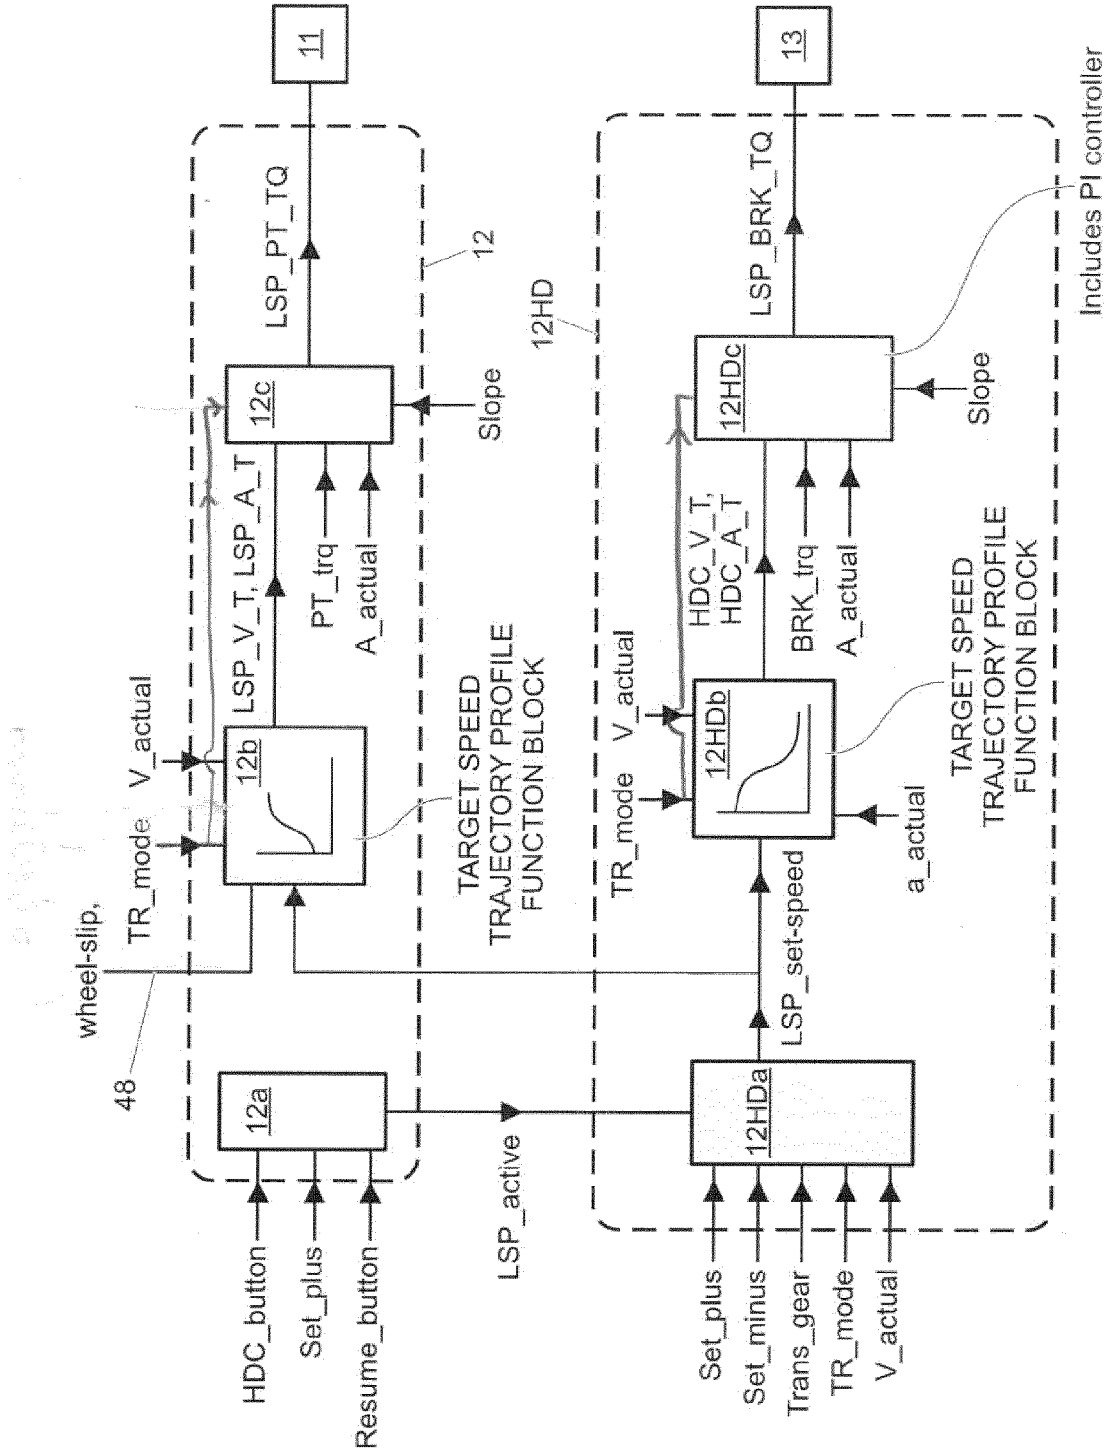 HDC_button
Set_plus
Resume_button
12a
48
wheel-slip,
TR_mode
V_actual
12b
TARGET SPEED
TRAJECTORY PROFILE
FUNCTION BLOCK
LSP_V_T, LSP_A_T
PT_trq
A_actual
12c
Slope
LSP_PT_TQ
12
11
LSP_active
Set_plus
Set_minus
Trans_gear
TR_mode
V_actual
12HDa
LSP_set-speed
TR_mode
V_actual
12HDb
a_actual
TARGET SPEED
TRAJECTORY PROFILE
FUNCTION BLOCK
HDC_V_T,
HDC_A_T
BRK_trq
A_actual
12HDc
Slope
12HD
LSP_BRK_TQ
13
Includes PI controller